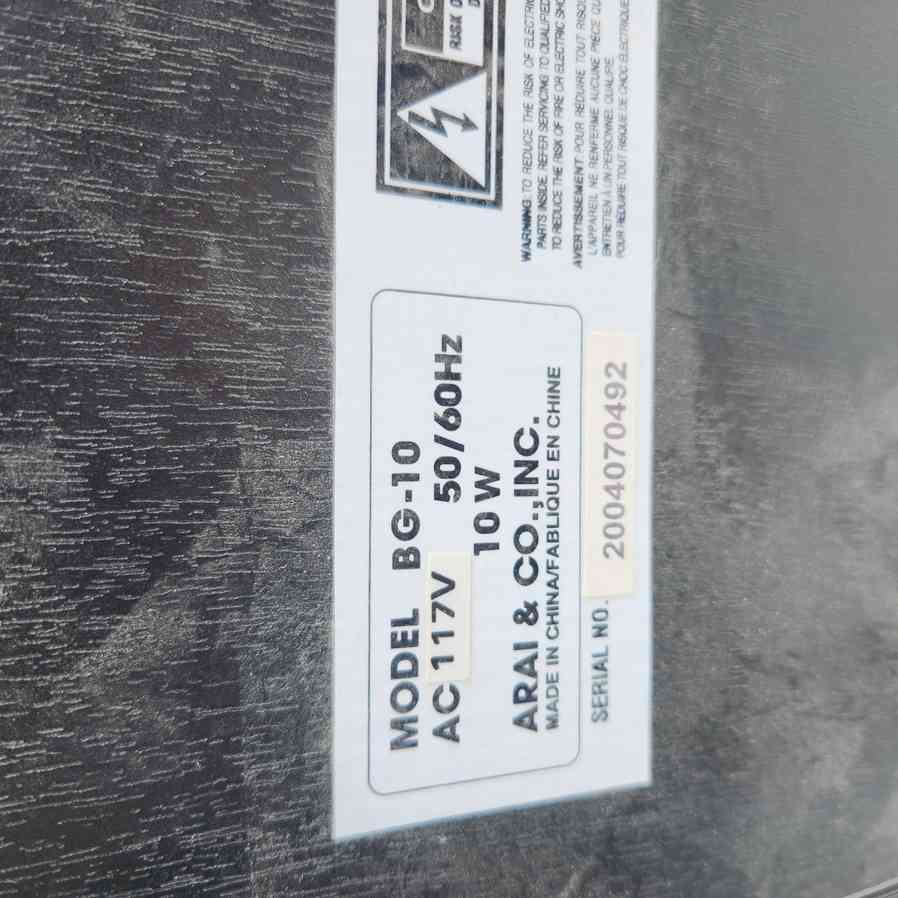 WARNING: TO REDUCE THE RISK OF ELECTRIC
PARTS INSIDE. REFER SERVICING TO QUALIFIED
TO REDUCE THE RISK OF FIRE OR ELECTRIC SHO
AVERTISSEMENT: POUR REDUIRE TOUT RISQ
L'APPAREIL NE RENFERME AUCUNE PIÈCE QU
ENTRETIEN À UN PERSONNEL QUALIFIE.
POUR REDUIRE TOUT RISQUE DE CHOC ELECTRIQUE
MODEL BG-10
AC 117V 50/60Hz
10W
ARAI & CO.,INC.
MADE IN CHINA/FABLIQUE EN CHINE
SERIAL NO. 2004070492